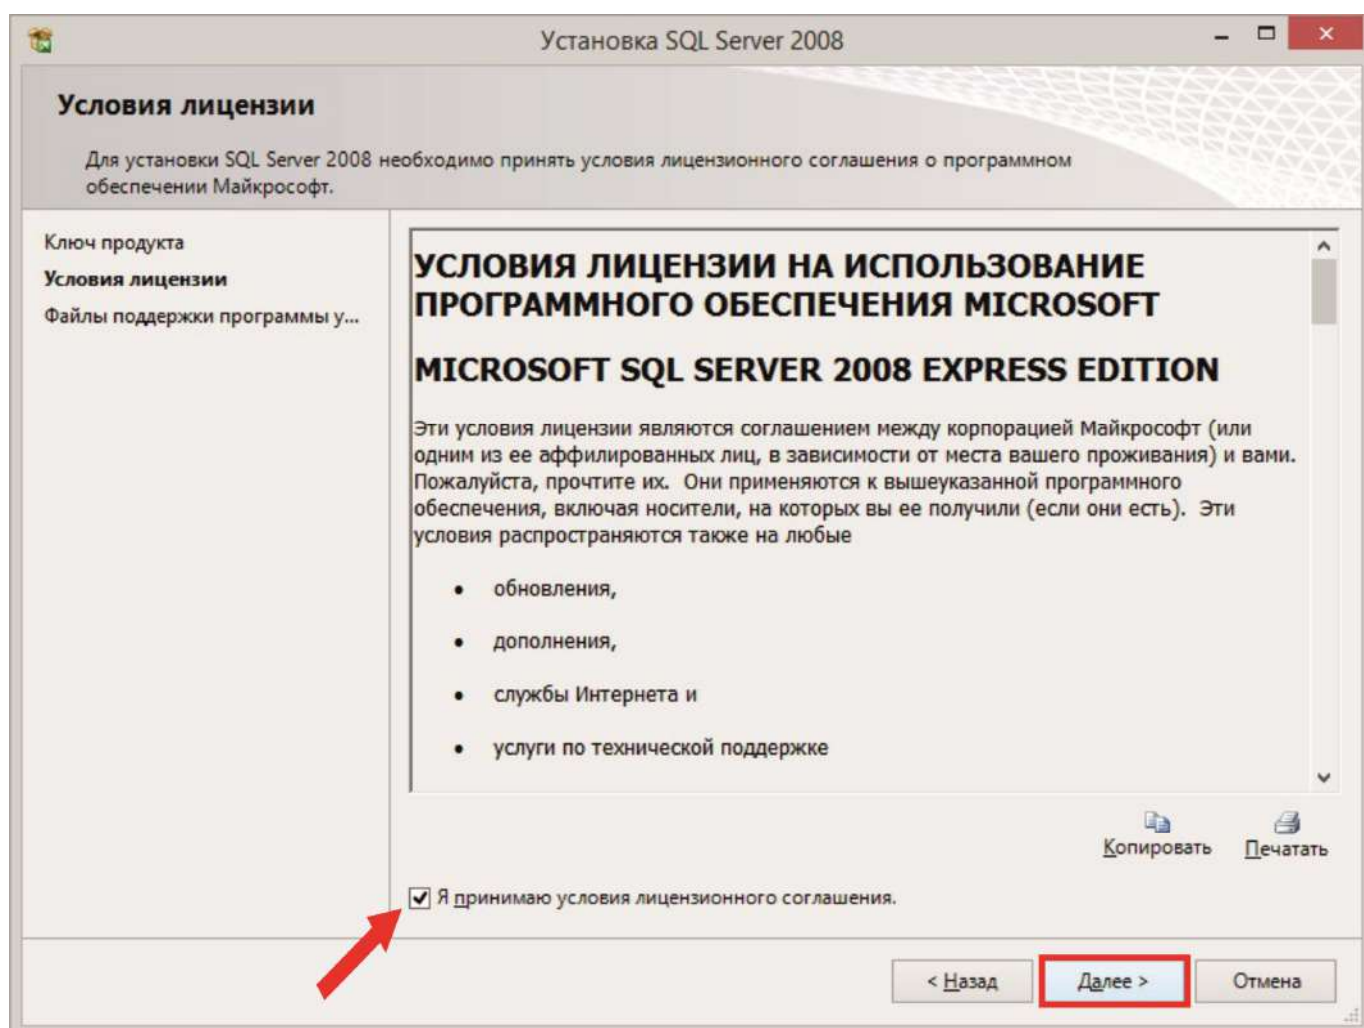 Установка SQL Server 2008
Условия лицензии
Для установки SQL Server 2008 необходимо принять условия лицензионного соглашения о программном
обеспечении Майкрософт.
Ключ продукта
Условия лицензии
Файлы поддержки программы у...
УСЛОВИЯ ЛИЦЕНЗИИ НА ИСПОЛЬЗОВАНИЕ
ПРОГРАММНОГО ОБЕСПЕЧЕНИЯ MICROSOFT
MICROSOFT SQL SERVER 2008 EXPRESS EDITION
Эти условия лицензии являются соглашением между корпорацией Майкрософт (или
одним из ее аффилированных лиц, в зависимости от места вашего проживания) и вами.
Пожалуйста, прочтите их.  Они применяются к вышеуказанной программного
обеспечения, включая носители, на которых вы ее получили (если они есть).  Эти
условия распространяются также на любые
• обновления,
• дополнения,
• службы Интернета и
• услуги по технической поддержке
Копировать Печатать
Я принимаю условия лицензионного соглашения.
< Назад Далее > Отмена